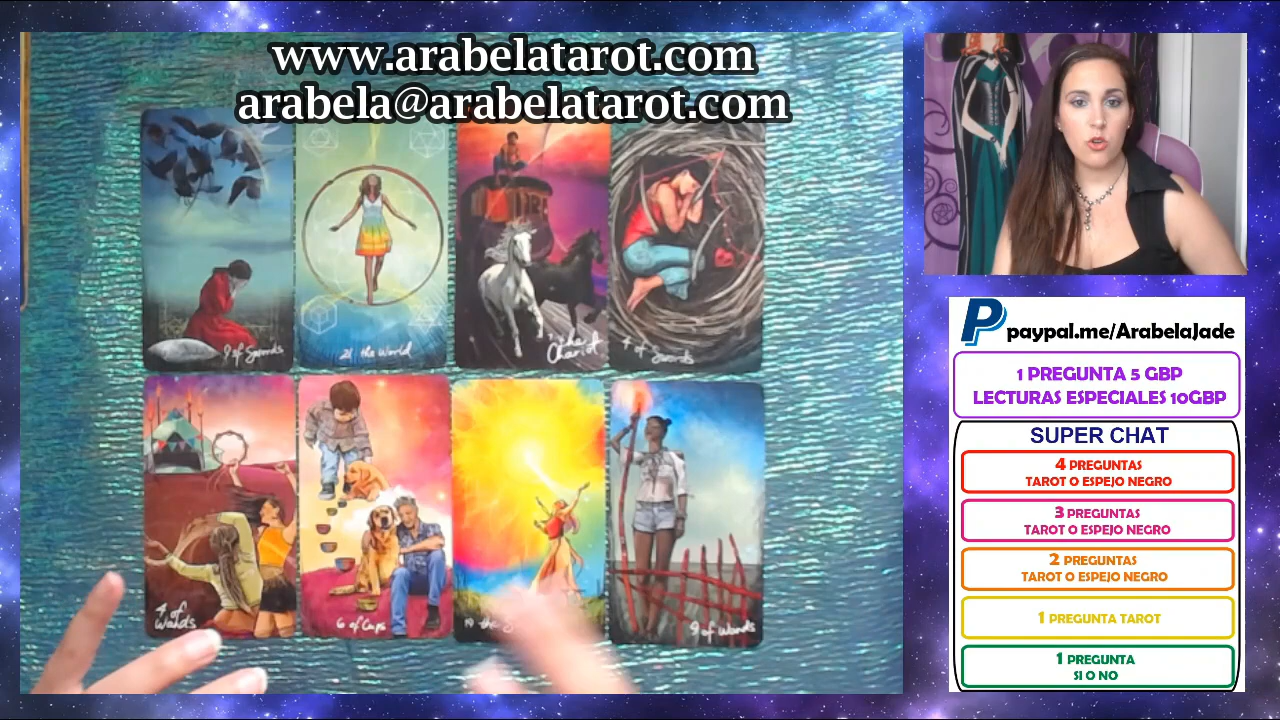 www.arabelatarot.com
arabela@arabelatarot.com
9 of Swords
21 the World
the Chariot
4 of Swords
4 of Wands
6 of Cups
19 the
9 of Wands
paypal.me/ArabelaJade
1 PREGUNTA 5 GBP
LECTURAS ESPECIALES 10GBP
SUPER CHAT
4 PREGUNTAS
TAROT O ESPEJO NEGRO
3 PREGUNTAS
TAROT O ESPEJO NEGRO
2 PREGUNTAS
TAROT O ESPEJO NEGRO
1 PREGUNTA TAROT
1 PREGUNTA
SI O NO